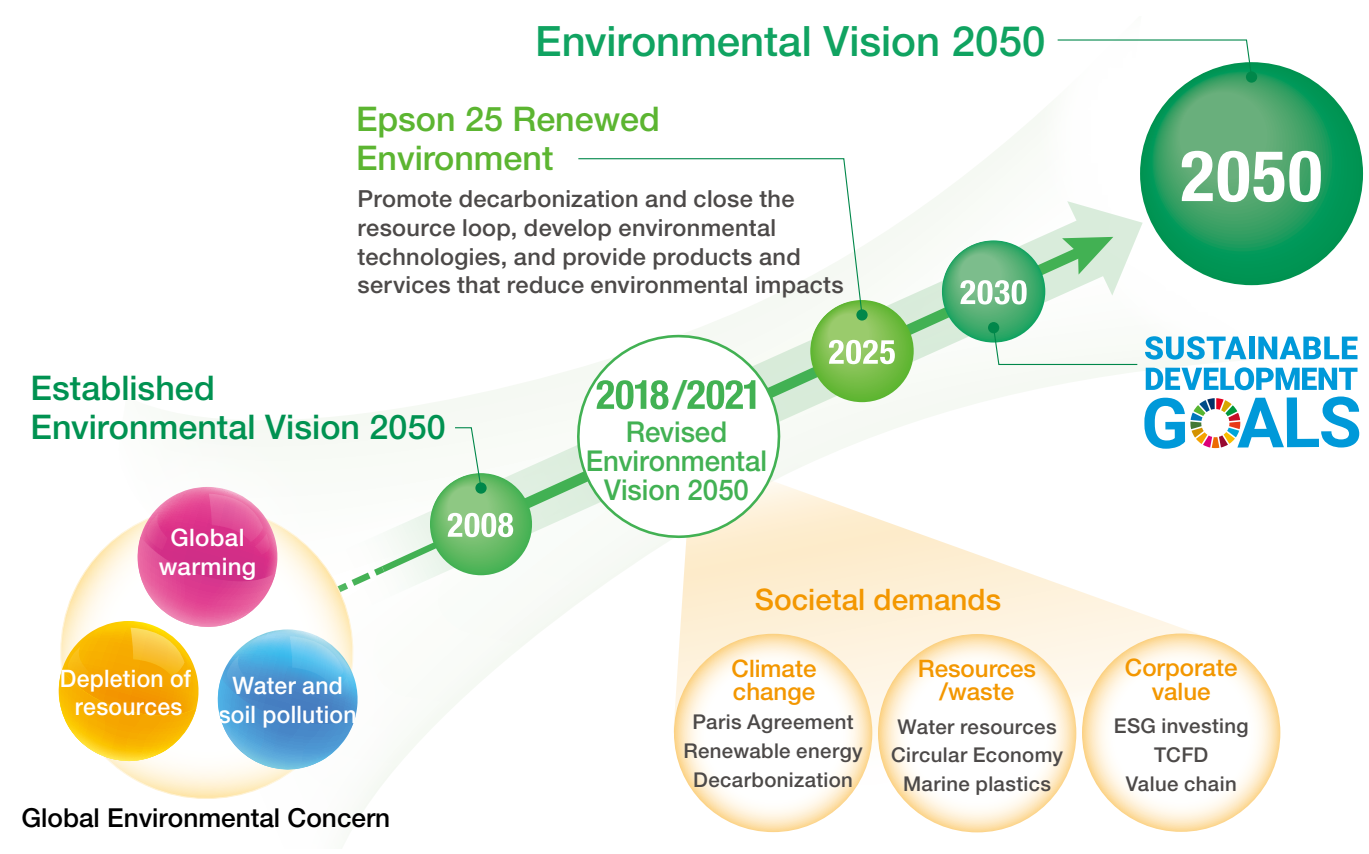 Environmental Vision 2050
2050
Epson 25 Renewed
Environment
Promote decarbonization and close the
resource loop, develop environmental
technologies, and provide products and
services that reduce environmental impacts
2030
2025
SUSTAINABLE
DEVELOPMENT
GOALS
Established
Environmental Vision 2050
2018/2021
Revised
Environmental
Vision 2050
2008
Global
warming
Depletion of
resources
Water and
soil pollution
Global Environmental Concern
Societal demands
Climate
change
Paris Agreement
Renewable energy
Decarbonization
Resources
/waste
Water resources
Circular Economy
Marine plastics
Corporate
value
ESG investing
TCFD
Value chain